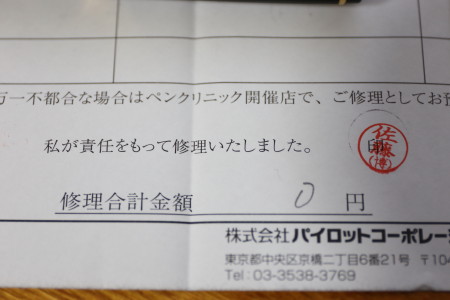 万一不都合な場合はペンクリニック開催店で、ご修理としてお預
私が責任をもって修理いたしました。 印
修理合計金額 0 円
株式会社パイロットコーポレー
東京都中央区京橋二丁目6番21号 〒104
Tel:03-3538-3769